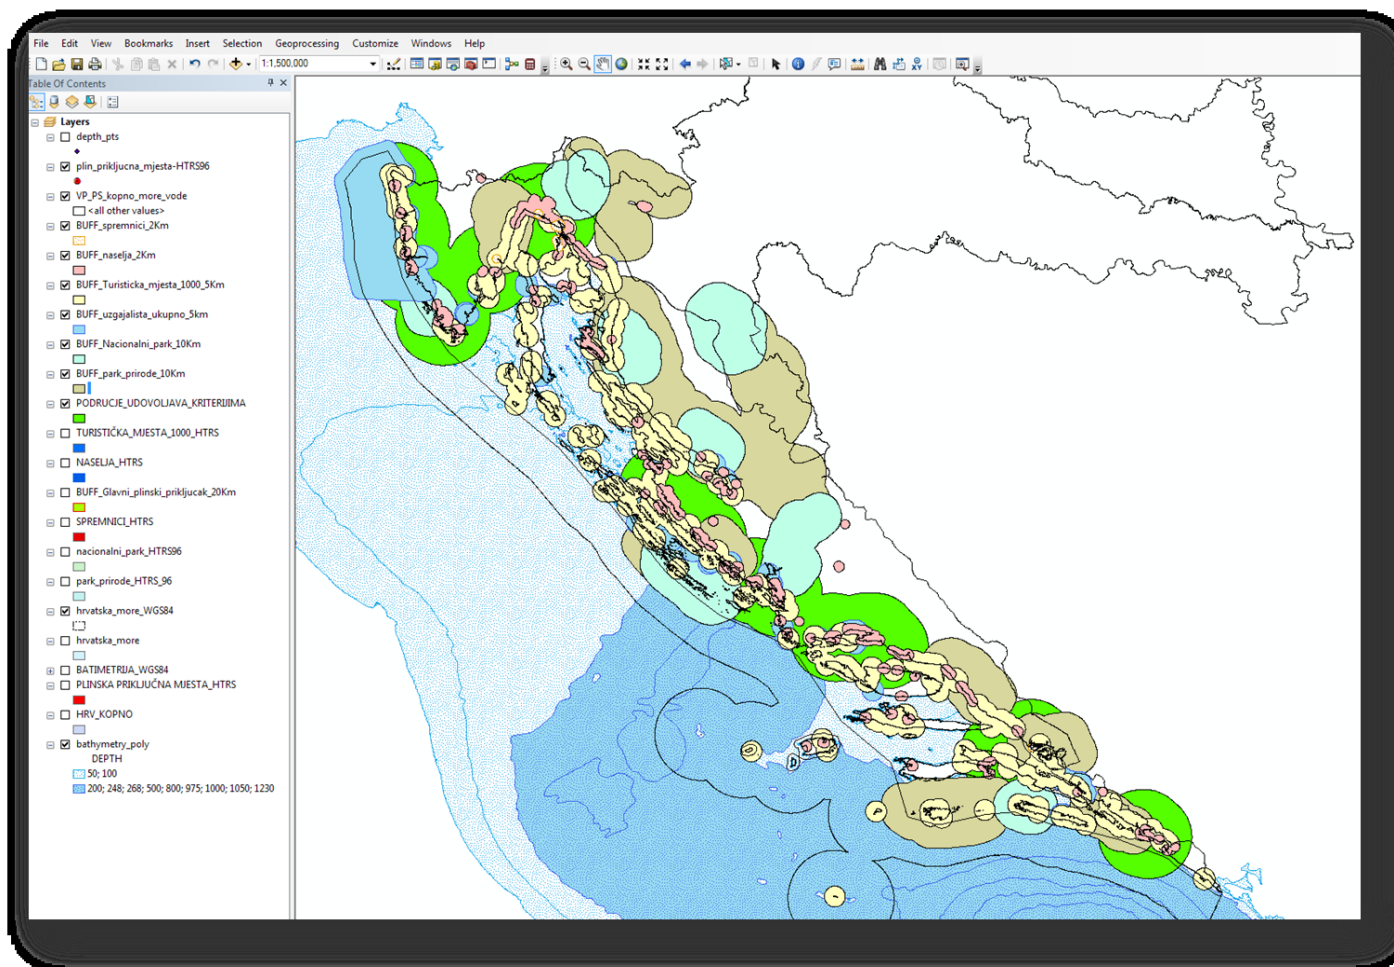 File Edit View Bookmarks Insert Selection Geoprocessing Customize Windows Help
1:1,500,000
Table Of Contents
Layers
depth_pts
plin_prikljucna_mjesta-HTRS96
VP_PS_kopno_more_vode
<all other values>
BUFF_spremnici_2Km
BUFF_naselja_2Km
BUFF_Turisticka_mjesta_1000_5Km
BUFF_uzgajalista_ukupno_5km
BUFF_Nacionalni_park_10Km
BUFF_park_prirode_10Km
PODRUCJE_UDOVOLJAVA_KRITERIJIMA
TURISTIČKA_MJESTA_1000_HTRS
NASELJA_HTRS
BUFF_Glavni_plinski_prikljucak_20Km
SPREMNICI_HTRS
nacionalni_park_HTRS96
park_prirode_HTRS_96
hrvatska_more_WGS84
hrvatska_more
BATIMETRIJA_WGS84
PLINSKA PRIKLJUČNA MJESTA_HTRS
HRV_KOPNO
bathymetry_poly
DEPTH
50; 100
200; 248; 268; 500; 800; 975; 1000; 1050; 1230